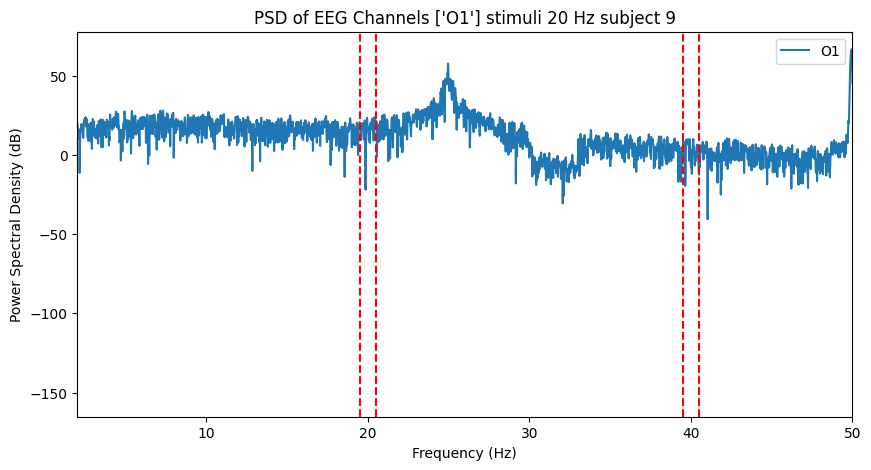 PSD of EEG Channels ['O1'] stimuli 20 Hz subject 9
O1
Power Spectral Density (dB)
50
0
−50
−100
−150
10
20
30
40
50
Frequency (Hz)